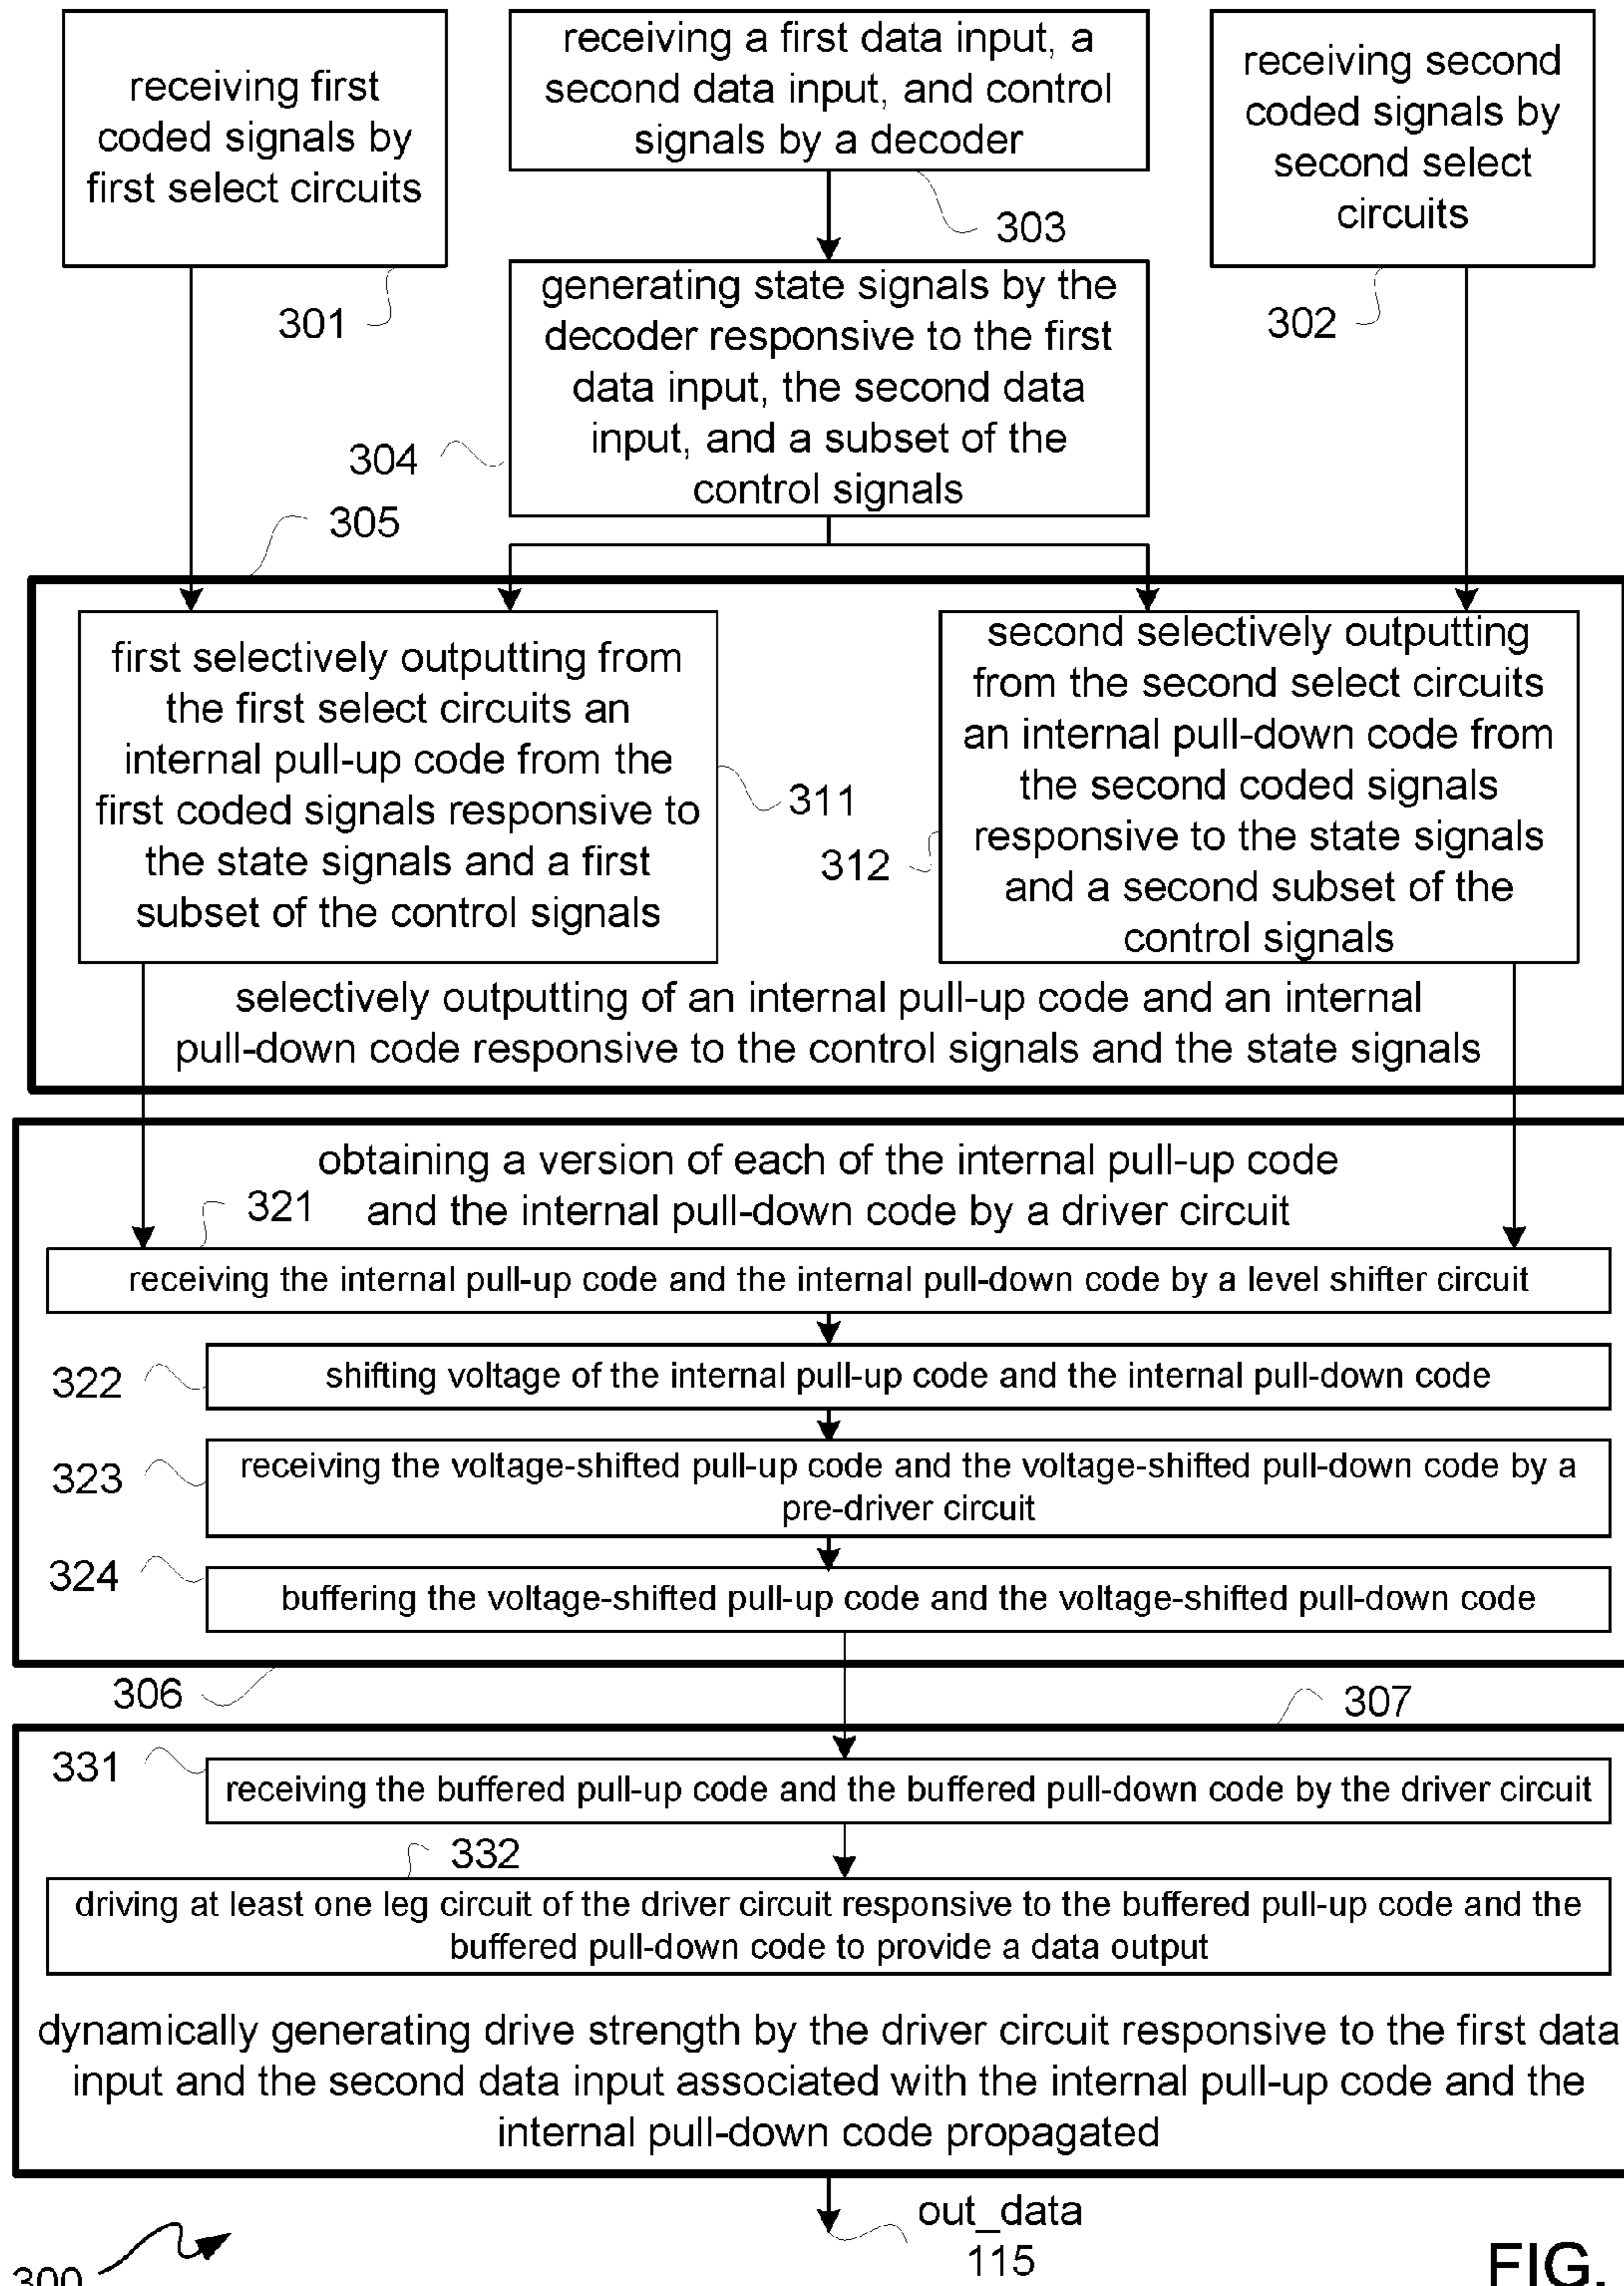 receiving first
coded signals by
first select circuits
receiving a first data input, a
second data input, and control
signals by a decoder
receiving second
coded signals by
second select
circuits
303
301
302
generating state signals by the
decoder responsive to the first
data input, the second data
input, and a subset of the
control signals
304
305
first selectively outputting from
the first select circuits an
internal pull-up code from the
first coded signals responsive to
the state signals and a first
subset of the control signals
311
312
second selectively outputting
from the second select circuits
an internal pull-down code from
the second coded signals
responsive to the state signals
and a second subset of the
control signals
selectively outputting of an internal pull-up code and an internal
pull-down code responsive to the control signals and the state signals
obtaining a version of each of the internal pull-up code
and the internal pull-down code by a driver circuit
321
receiving the internal pull-up code and the internal pull-down code by a level shifter circuit
322
shifting voltage of the internal pull-up code and the internal pull-down code
323
receiving the voltage-shifted pull-up code and the voltage-shifted pull-down code by a
pre-driver circuit
324
buffering the voltage-shifted pull-up code and the voltage-shifted pull-down code
306
307
331
receiving the buffered pull-up code and the buffered pull-down code by the driver circuit
332
driving at least one leg circuit of the driver circuit responsive to the buffered pull-up code and the
buffered pull-down code to provide a data output
dynamically generating drive strength by the driver circuit responsive to the first data
input and the second data input associated with the internal pull-up code and the
internal pull-down code propagated
out_data
115
300
FIG.